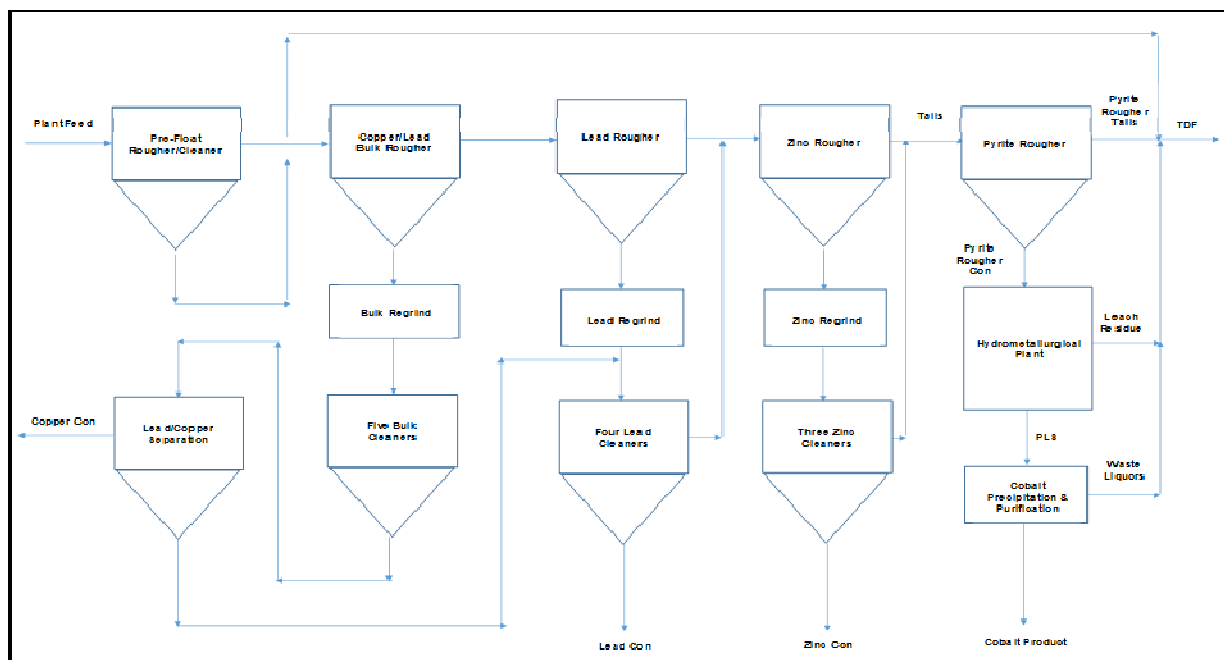 Plant Feed
Pre-Float
Rougher/Cleaner
Copper/Lead
Bulk Rougher
Lead Rougher
Zinc Rougher
Tails
Pyrite Rougher
Pyrite
Rougher
Tails
TDF
Pyrite
Rougher
Con
Bulk Regrind
Lead Regrind
Zinc Regrind
Hydrometallurgical
Plant
Leach
Residue
Copper Con
Lead/Copper
Separation
Five Bulk
Cleaners
Four Lead
Cleaners
Three Zinc
Cleaners
PLS
Waste
Liquors
Cobalt
Precipitation &
Purification
Lead Con
Zinc Con
Cobalt Product